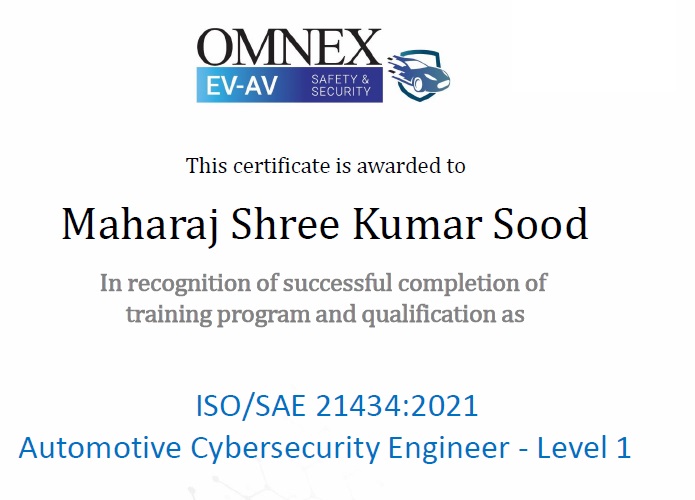 OMNEX
EV-AV
SAFETY &
SECURITY
This certificate is awarded to
Maharaj Shree Kumar Sood
In recognition of successful completion of
training program and qualification as
ISO/SAE 21434:2021
Automotive Cybersecurity Engineer - Level 1